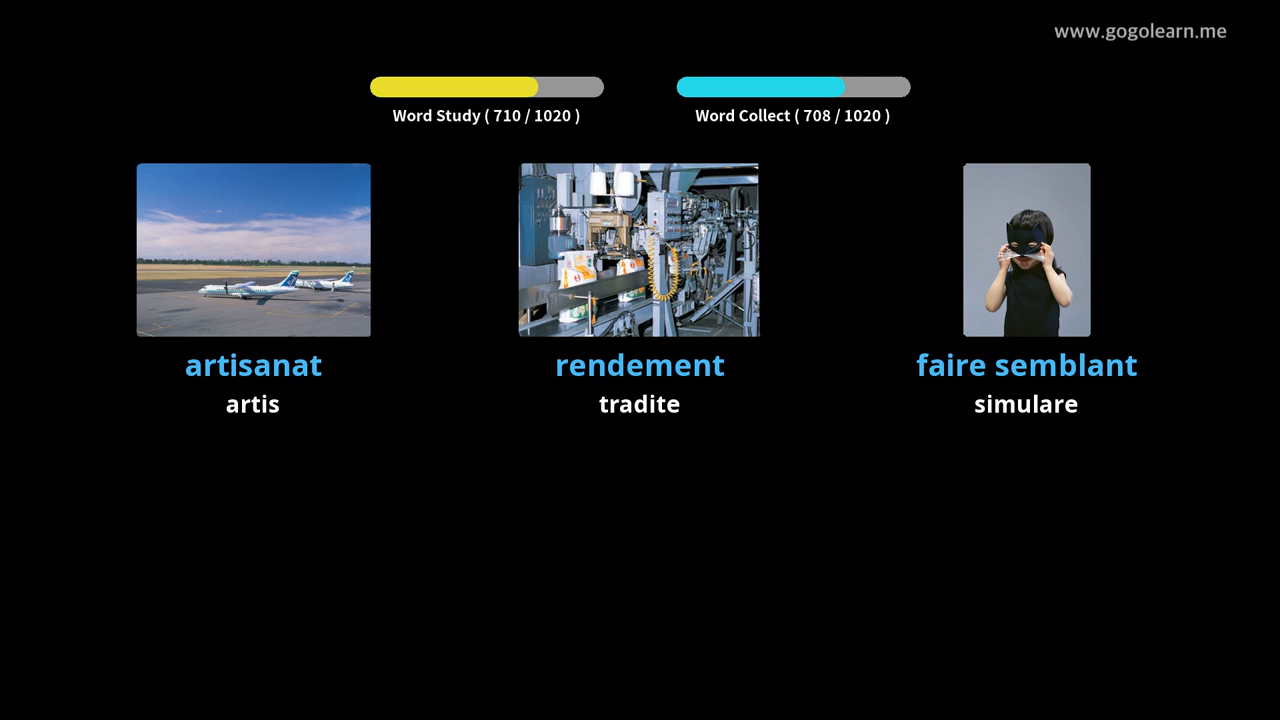 www.gogolearn.me
Word Study ( 710 / 1020 )
Word Collect ( 708 / 1020 )
artisanat
artis
rendement
tradite
faire semblant
simulare